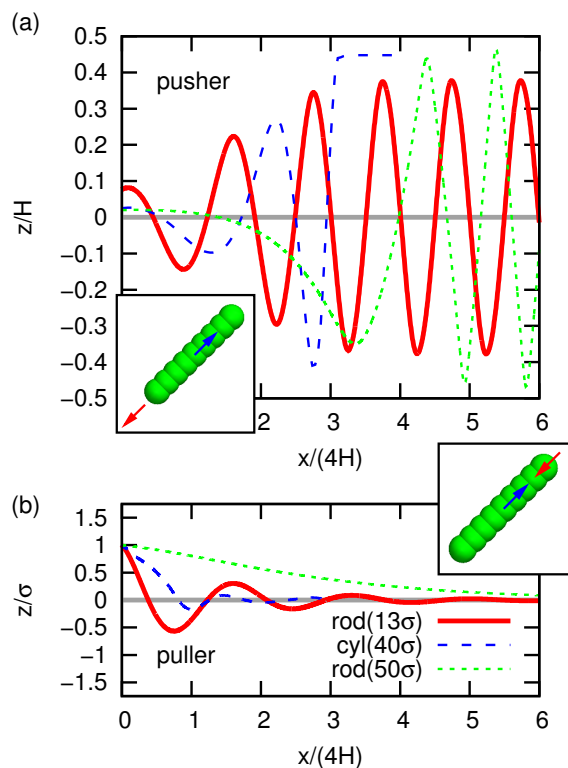 (a)
0.5
0.4
0.3
0.2
0.1
0
−0.1
−0.2
−0.3
−0.4
−0.5
z/H
pusher
2 3 4 5 6
x/(4H)
(b)
1.5
1
0.5
0
−0.5
−1
−1.5
z/σ
rod(13σ)
cyl(40σ)
rod(50σ)
puller
0 1 2 3 4 5 6
x/(4H)